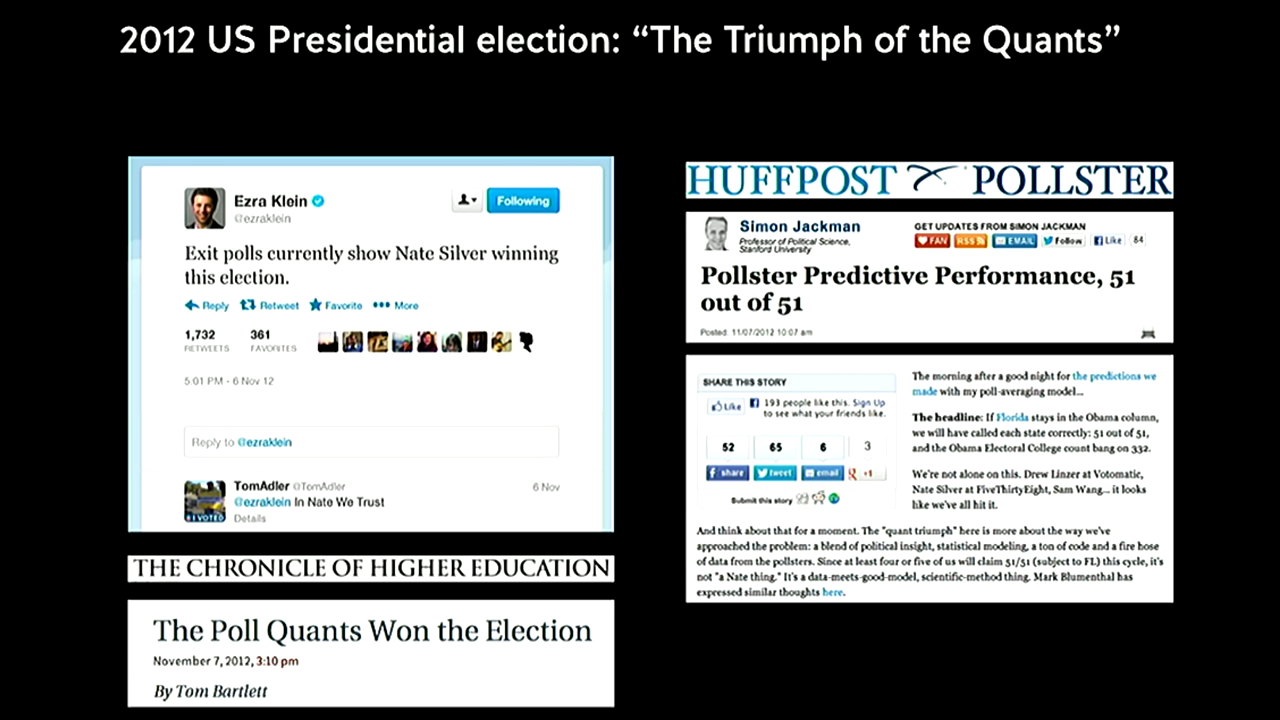 2012 US Presidential election: “The Triumph of the Quants”
Ezra Klein
@ezraklein
Following
Exit polls currently show Nate Silver winning
this election.
Reply Retweet Favorite More
1,732 361
RETWEETS FAVORITES
5:01 PM - 6 Nov 12
Reply to @ezraklein
TomAdler @TomAdler 6 Nov
@ezraklein In Nate We Trust
Details
I VOTED
THE CHRONICLE OF HIGHER EDUCATION
The Poll Quants Won the Election
November 7, 2012, 3:10 pm
By Tom Bartlett
HUFFPOST POLLSTER
Simon Jackman
Professor of Political Science,
Stanford University
GET UPDATES FROM SIMON JACKMAN
FAN RSS EMAIL Follow Like 84
Pollster Predictive Performance, 51
out of 51
Posted: 11/07/2012 10:07 am
SHARE THIS STORY
Like 193 people like this. Sign Up
to see what your friends like.
52 65 6 3
share tweet email +1
Submit this story
The morning after a good night for the predictions we
made with my poll-averaging model...
The headline: If Florida stays in the Obama column,
we will have called each state correctly: 51 out of 51,
and the Obama Electoral College count bang on 332.
We're not alone on this. Drew Linzer at Votomatic,
Nate Silver at FiveThirtyEight, Sam Wang... it looks
like we've all hit it.
And think about that for a moment. The "quant triumph" here is more about the way we've
approached the problem: a blend of political insight, statistical modeling, a ton of code and a fire hose
of data from the pollsters. Since at least four or five of us will claim 51/51 (subject to FL) this cycle, it's
not "a Nate thing." It's a data-meets-good-model, scientific-method thing. Mark Blumenthal has
expressed similar thoughts here.